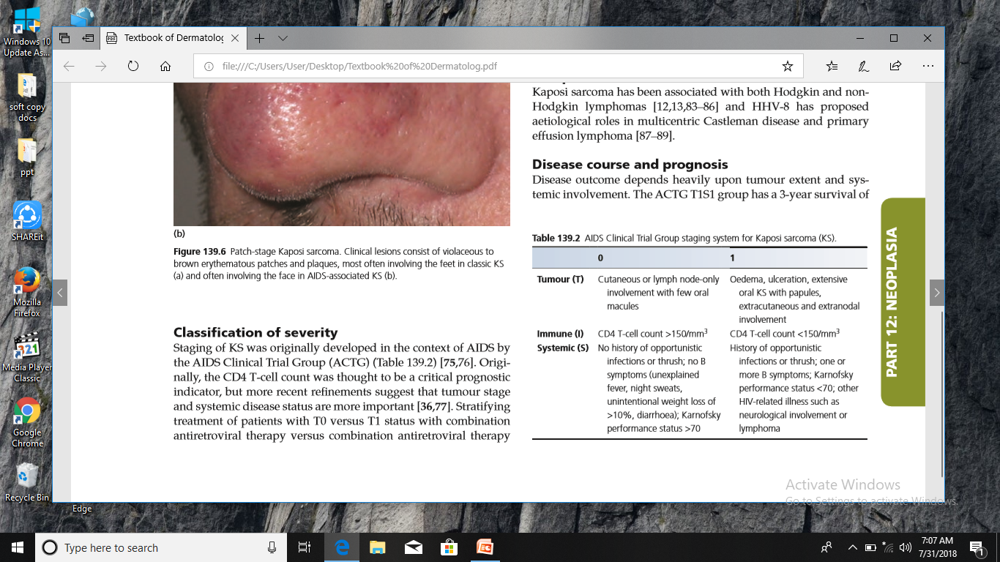 Windows 10
Update As...
soft copy
docs
ppt
SHAREit
Mozilla
Firefox
Media Player
Classic
Google
Chrome
Recycle Bin
Edge
Textbook of Dermatolog
file:///C:/Users/User/Desktop/Textbook%20of%20Dermatolog.pdf
(b)
Figure 139.6 Patch-stage Kaposi sarcoma. Clinical lesions consist of violaceous to
brown erythematous patches and plaques, most often involving the feet in classic KS
(a) and often involving the face in AIDS-associated KS (b).
Classification of severity
Staging of KS was originally developed in the context of AIDS by
the AIDS Clinical Trial Group (ACTG) (Table 139.2) [75,76]. Origi-
nally, the CD4 T-cell count was thought to be a critical prognostic
indicator, but more recent refinements suggest that tumour stage
and systemic disease status are more important [36,77]. Stratifying
treatment of patients with T0 versus T1 status with combination
antiretroviral therapy versus combination antiretroviral therapy
Kaposi sarcoma has been associated with both Hodgkin and non-
Hodgkin lymphomas [12,13,83–86] and HHV-8 has proposed
aetiological roles in multicentric Castleman disease and primary
effusion lymphoma [87–89].
Disease course and prognosis
Disease outcome depends heavily upon tumour extent and sys-
temic involvement. The ACTG T1S1 group has a 3-year survival of
Table 139.2 AIDS Clinical Trial Group staging system for Kaposi sarcoma (KS).
0 1
Tumour (T) Cutaneous or lymph node-only Oedema, ulceration, extensive
involvement with few oral oral KS with papules,
macules extracutaneous and extranodal
involvement
Immune (I) CD4 T-cell count >150/mm³ CD4 T-cell count <150/mm³
Systemic (S) No history of opportunistic History of opportunistic
infections or thrush; no B infections or thrush; one or
symptoms (unexplained more B symptoms; Karnofsky
fever, night sweats, performance status <70; other
unintentional weight loss of HIV-related illness such as
>10%, diarrhoea); Karnofsky neurological involvement or
performance status >70 lymphoma
PART 12: NEOPLASIA
Activate Windows
Go to Settings to activate Windows.
Type here to search
7:07 AM
7/31/2018
1